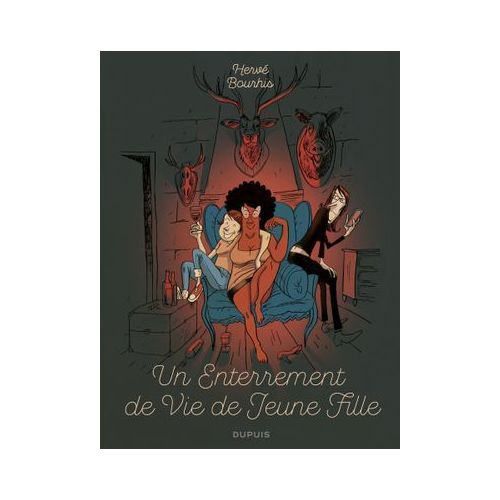 Hervé
Bourhis
Un Enterrement
de Vie de Jeune Fille
DUPUIS